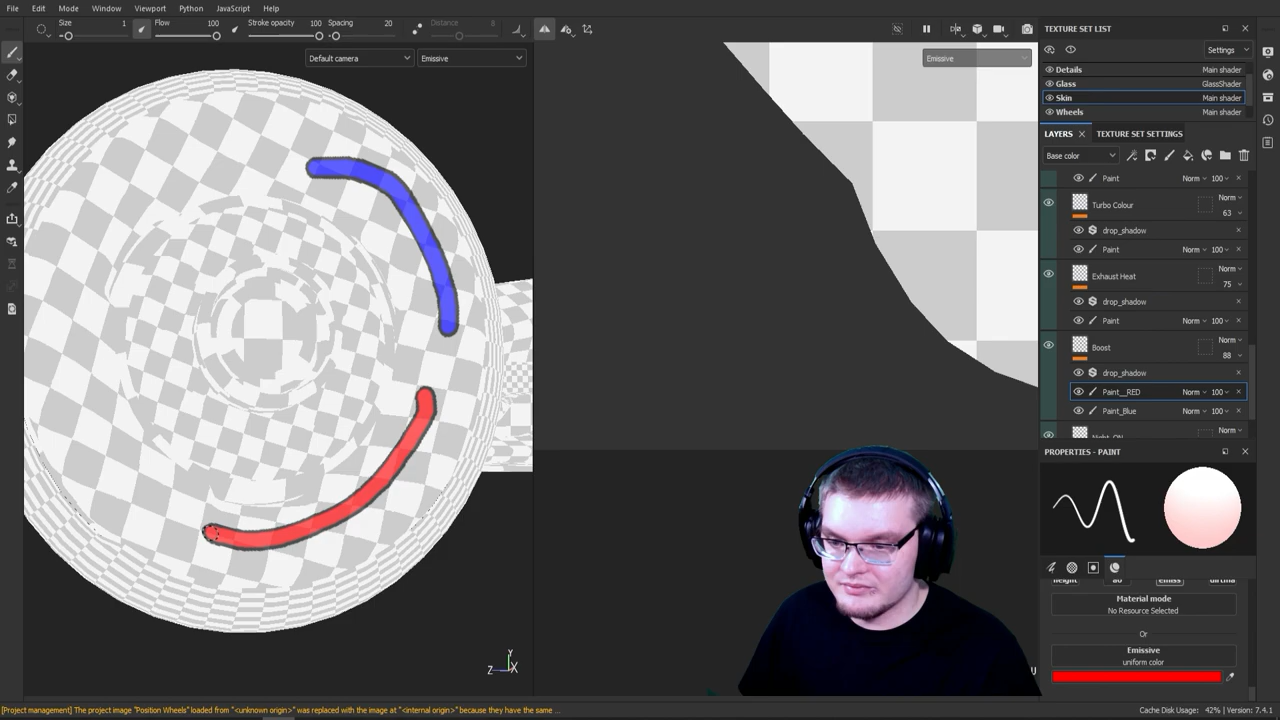 File Edit Mode Window Viewport Python JavaScript Help
Size 1 Flow 100 Stroke opacity 100 Spacing 20 Distance 8
Default camera Emissive
Emissive
Z X Y
TEXTURE SET LIST
Settings
Details Main shader
Glass GlassShader
Skin Main shader
Wheels Main shader
LAYERS TEXTURE SET SETTINGS
Base color
Paint Norm 100
Turbo Colour Norm 63
drop_shadow
Paint Norm 100
Exhaust Heat Norm 75
drop_shadow
Paint Norm 100
Boost Norm 88
drop_shadow
Paint__RED Norm 100
Paint_Blue Norm 100
Norm
PROPERTIES - PAINT
height ao emiss
Material mode
No Resource Selected
Or
Emissive
uniform color
[Project management] The project image "Position Wheels" loaded from "<unknown origin>" was replaced with the image at "<internal origin>" because they have the same ...
Cache Disk Usage: 42% | Version: 7.4.1